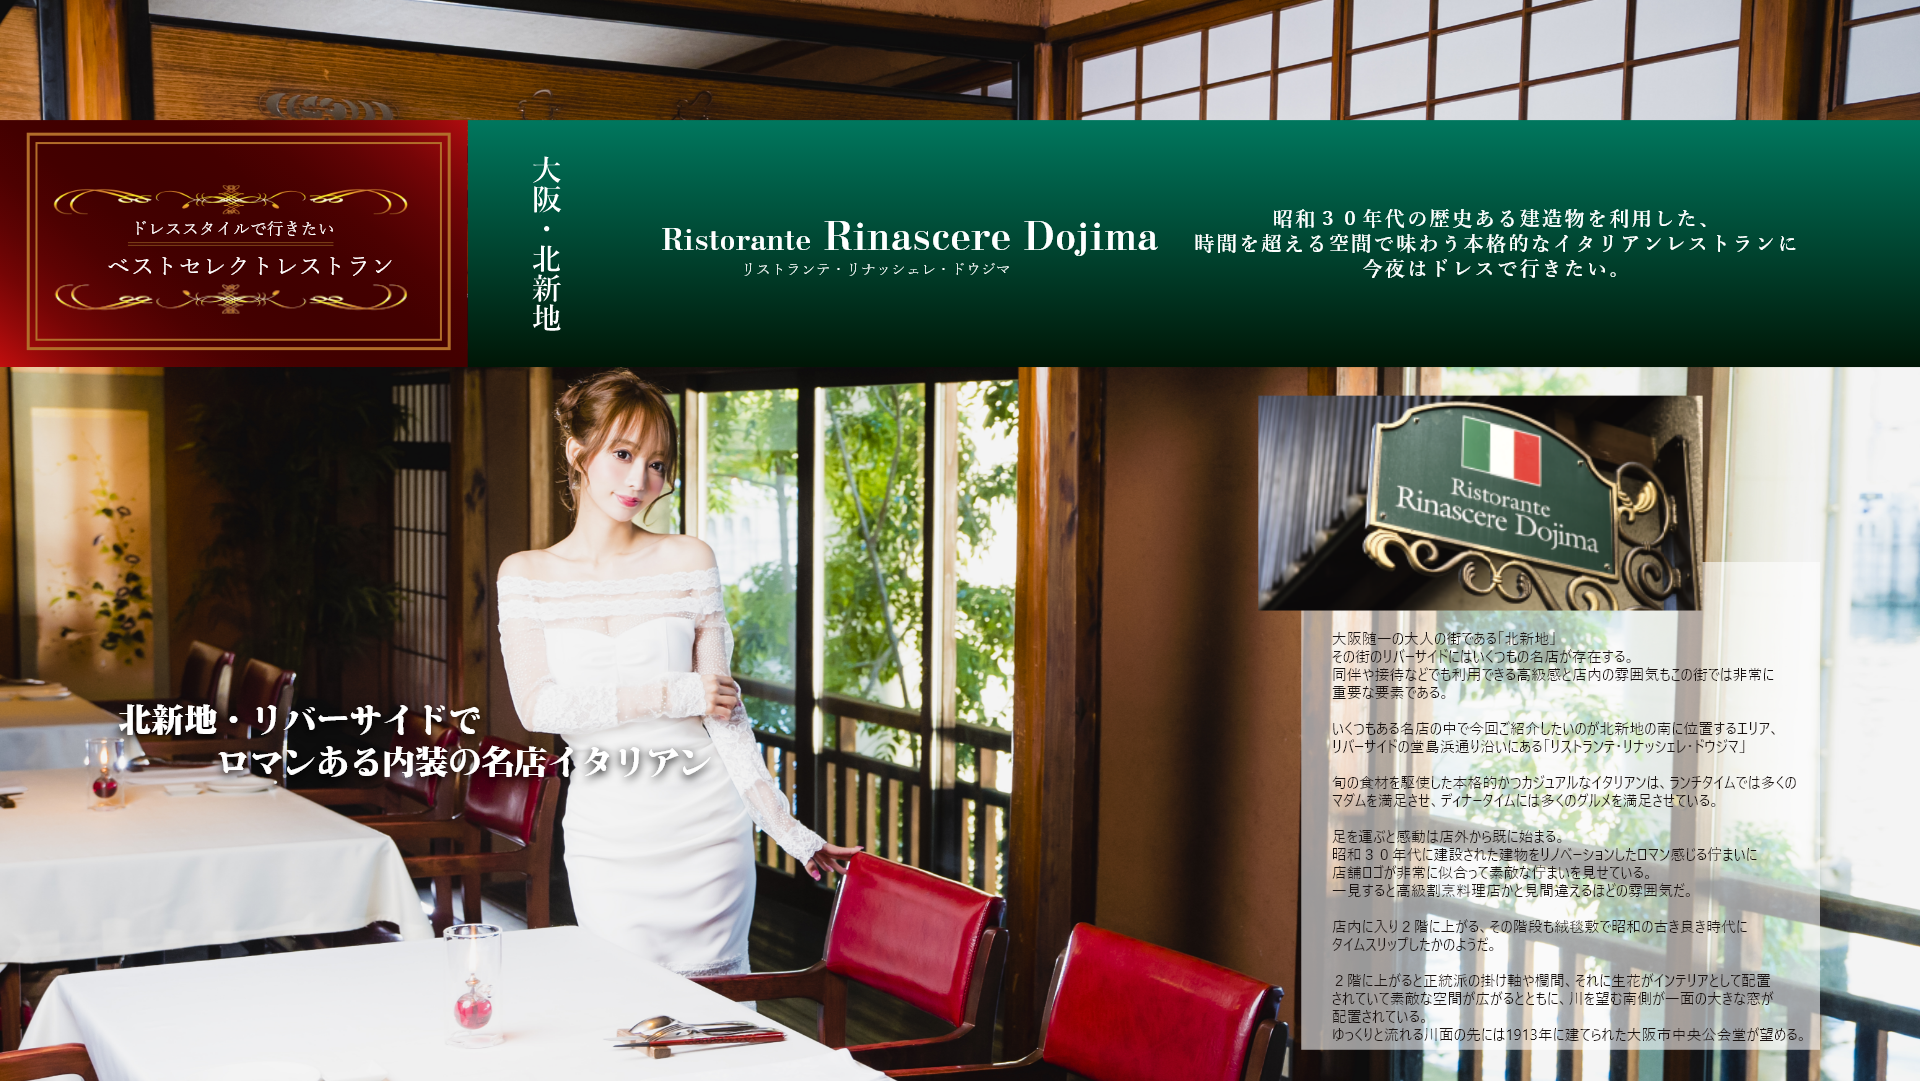 ドレススタイルで行きたい
ベストセレクトレストラン
大阪・北新地
Ristorante Rinascere Dojima
リストランテ・リナッシェレ・ドウジマ
昭和３０年代の歴史ある建造物を利用した、
時間を超える空間で味わう本格的なイタリアンレストランに
今夜はドレスで行きたい。
Ristorante
Rinascere Dojima
北新地・リバーサイドで
ロマンある内装の名店イタリアン
大阪随一の大人の街である「北新地」
その街のリバーサイドにはいくつもの名店が存在する。
同伴や接待などでも利用できる高級感と店内の雰囲気もこの街では非常に
重要な要素である。
いくつもある名店の中で今回ご紹介したいのが北新地の南に位置するエリア、
リバーサイドの堂島浜通り沿いにある「リストランテ・リナッシェレ・ドウジマ」
旬の食材を駆使した本格的かつカジュアルなイタリアンは、ランチタイムでは多くの
マダムを満足させ、ディナータイムには多くのグルメを満足させている。
足を運ぶと感動は店外から既に始まる。
昭和３０年代に建設された建物をリノベーションしたロマン感じる佇まいに
店舗ロゴが非常に似合って素敵な佇まいを見せている。
一見すると高級割烹料理店かと見間違えるほどの雰囲気だ。
店内に入り２階に上がる、その階段も絨毯敷で昭和の古き良き時代に
タイムスリップしたかのようだ。
２階に上がると正統派の掛け軸や欄間、それに生花がインテリアとして配置
されていて素敵な空間が広がるとともに、川を望む南側が一面の大きな窓が
配置されている。
ゆっくりと流れる川面の先には1913年に建てられた大阪市中央公会堂が望める。